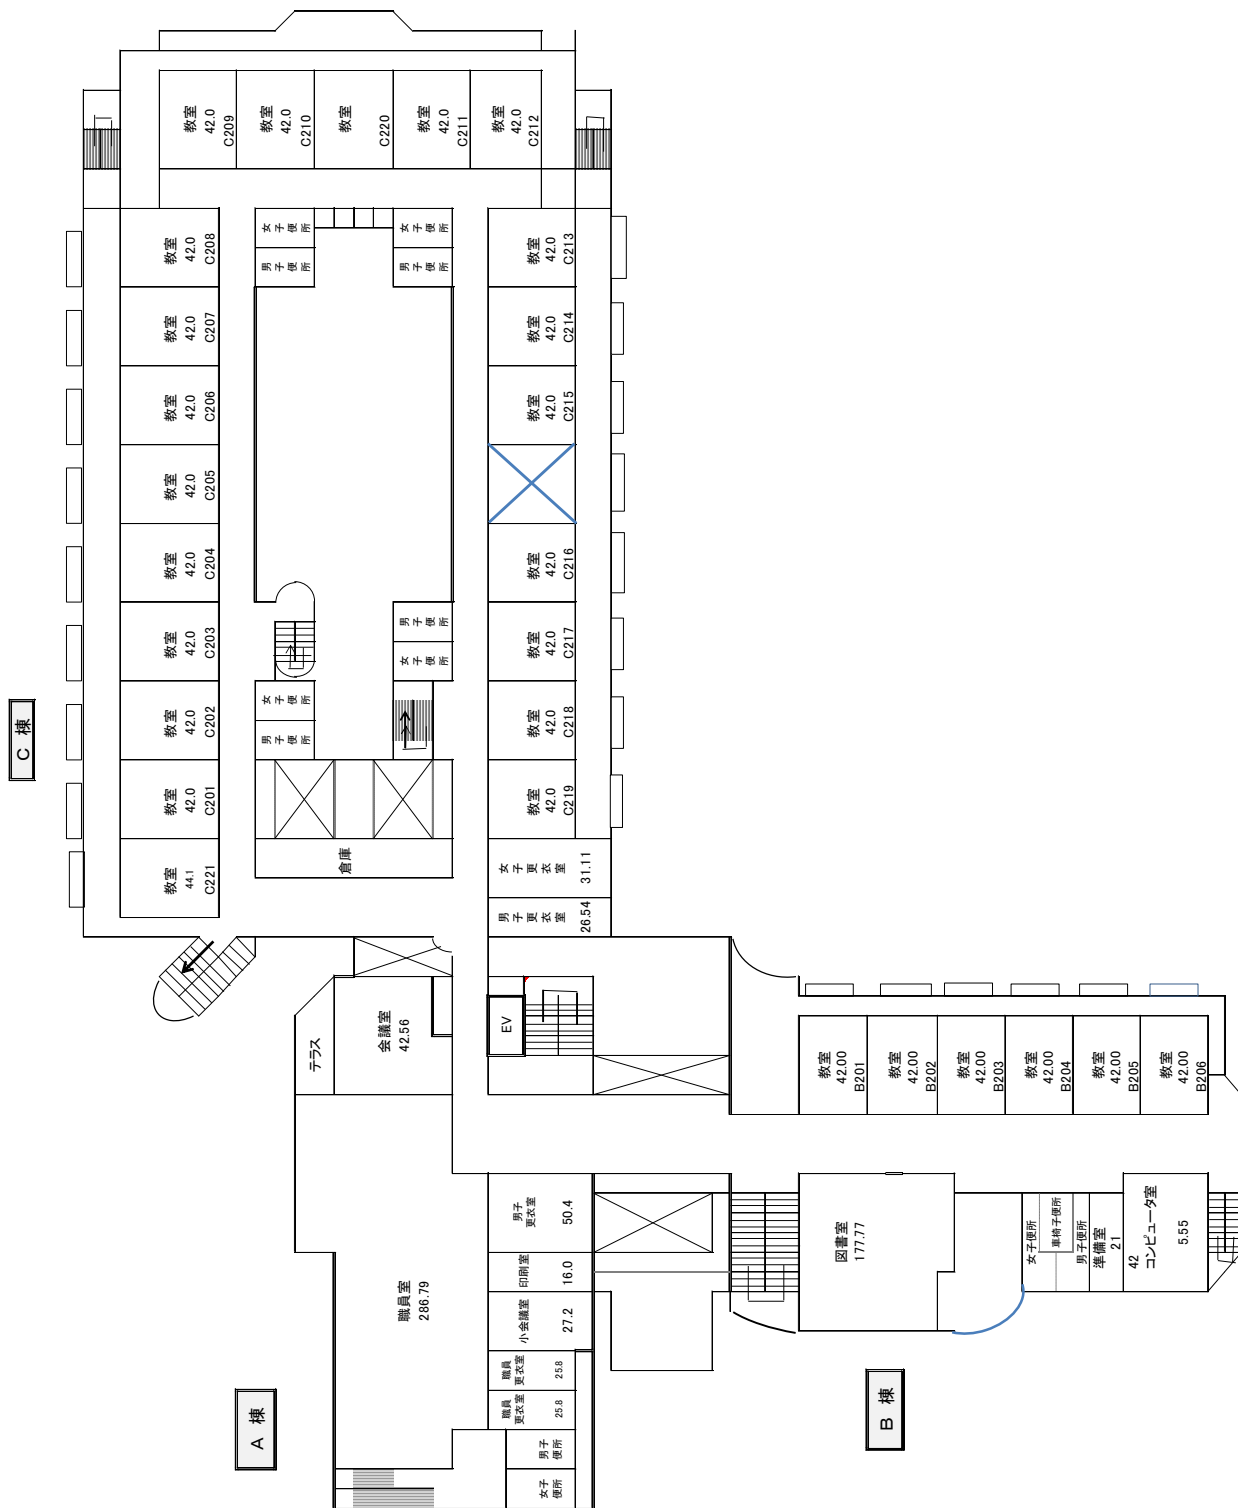 教室
42.0
C209
教室
42.0
C210
教室
C220
教室
42.0
C211
教室
42.0
C212
教室
42.0
C208
教室
42.0
C207
教室
42.0
C206
教室
42.0
C205
教室
42.0
C204
教室
42.0
C203
教室
42.0
C202
教室
42.0
C201
教室
44.1
C221
女子便所
男子便所
女子便所
男子便所
男子便所
女子便所
女子便所
男子便所
倉庫
教室
42.0
C213
教室
42.0
C214
教室
42.0
C215
教室
42.0
C216
教室
42.0
C217
教室
42.0
C218
教室
42.0
C219
女子更衣室
31.11
男子更衣室
26.54
C 棟
テラス
会議室
42.56
EV
教室
42.00
B201
教室
42.00
B202
教室
42.00
B203
教室
42.00
B204
教室
42.00
B205
教室
42.00
B206
職員室
286.79
男子
更衣室
50.4
印刷室
16.0
小会議室
27.2
職員
更衣室
25.8
職員
更衣室
25.8
男子
便所
女子
便所
図書室
177.77
女子便所
車椅子便所
男子便所
準備室
21
42
コンピュータ室
5.55
A 棟
B 棟